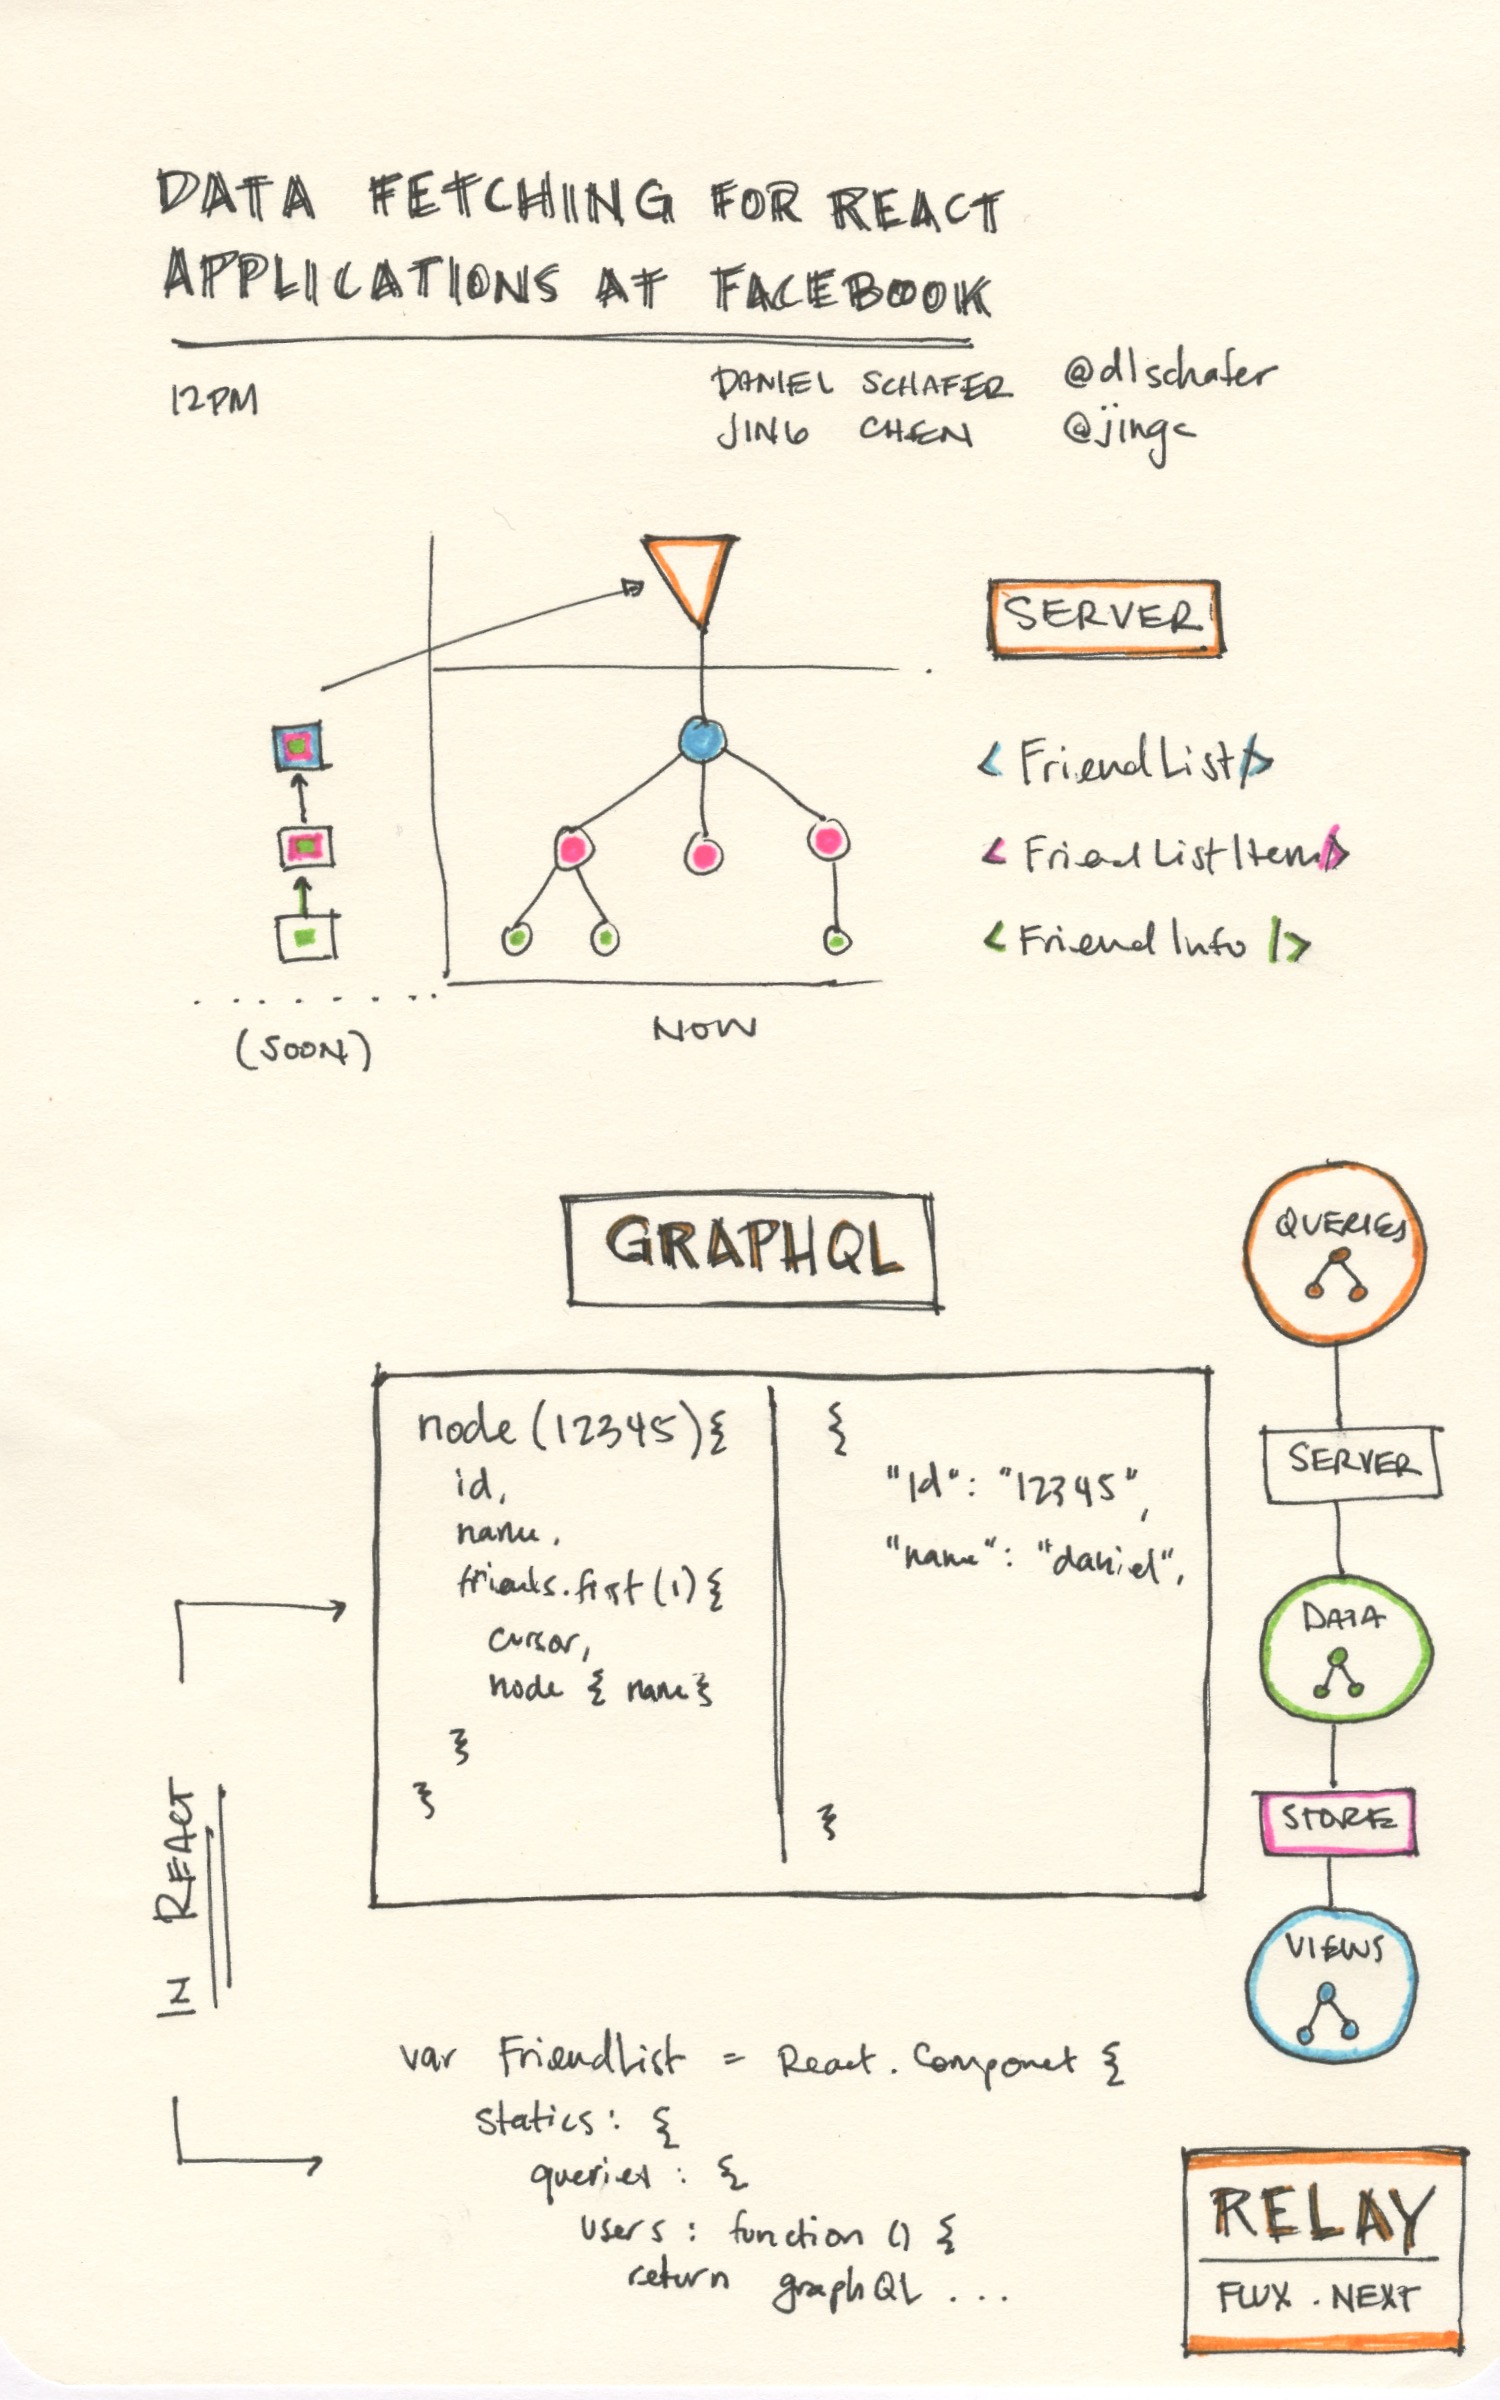 DATA FETCHING FOR REACT
APPLICATIONS AT FACEBOOK
12PM
DANIEL SCHAFER @dlschafer
JING CHEN @jingc
SERVER
<FriendList/>
<FriendListItem/>
<FriendInfo/>
(SOON)
NOW
GRAPHQL
QUERIES
SERVER
DATA
STORE
VIEWS
node (12345) {
id,
name,
friends.first (1) {
cursor,
node { name }
}
}
{
"id": "12345",
"name": "daniel",
}
IN REACT
var FriendList = React.Componet {
statics: {
queries: {
users: function () {
return graphQL ...
RELAY
FLUX.NEXT